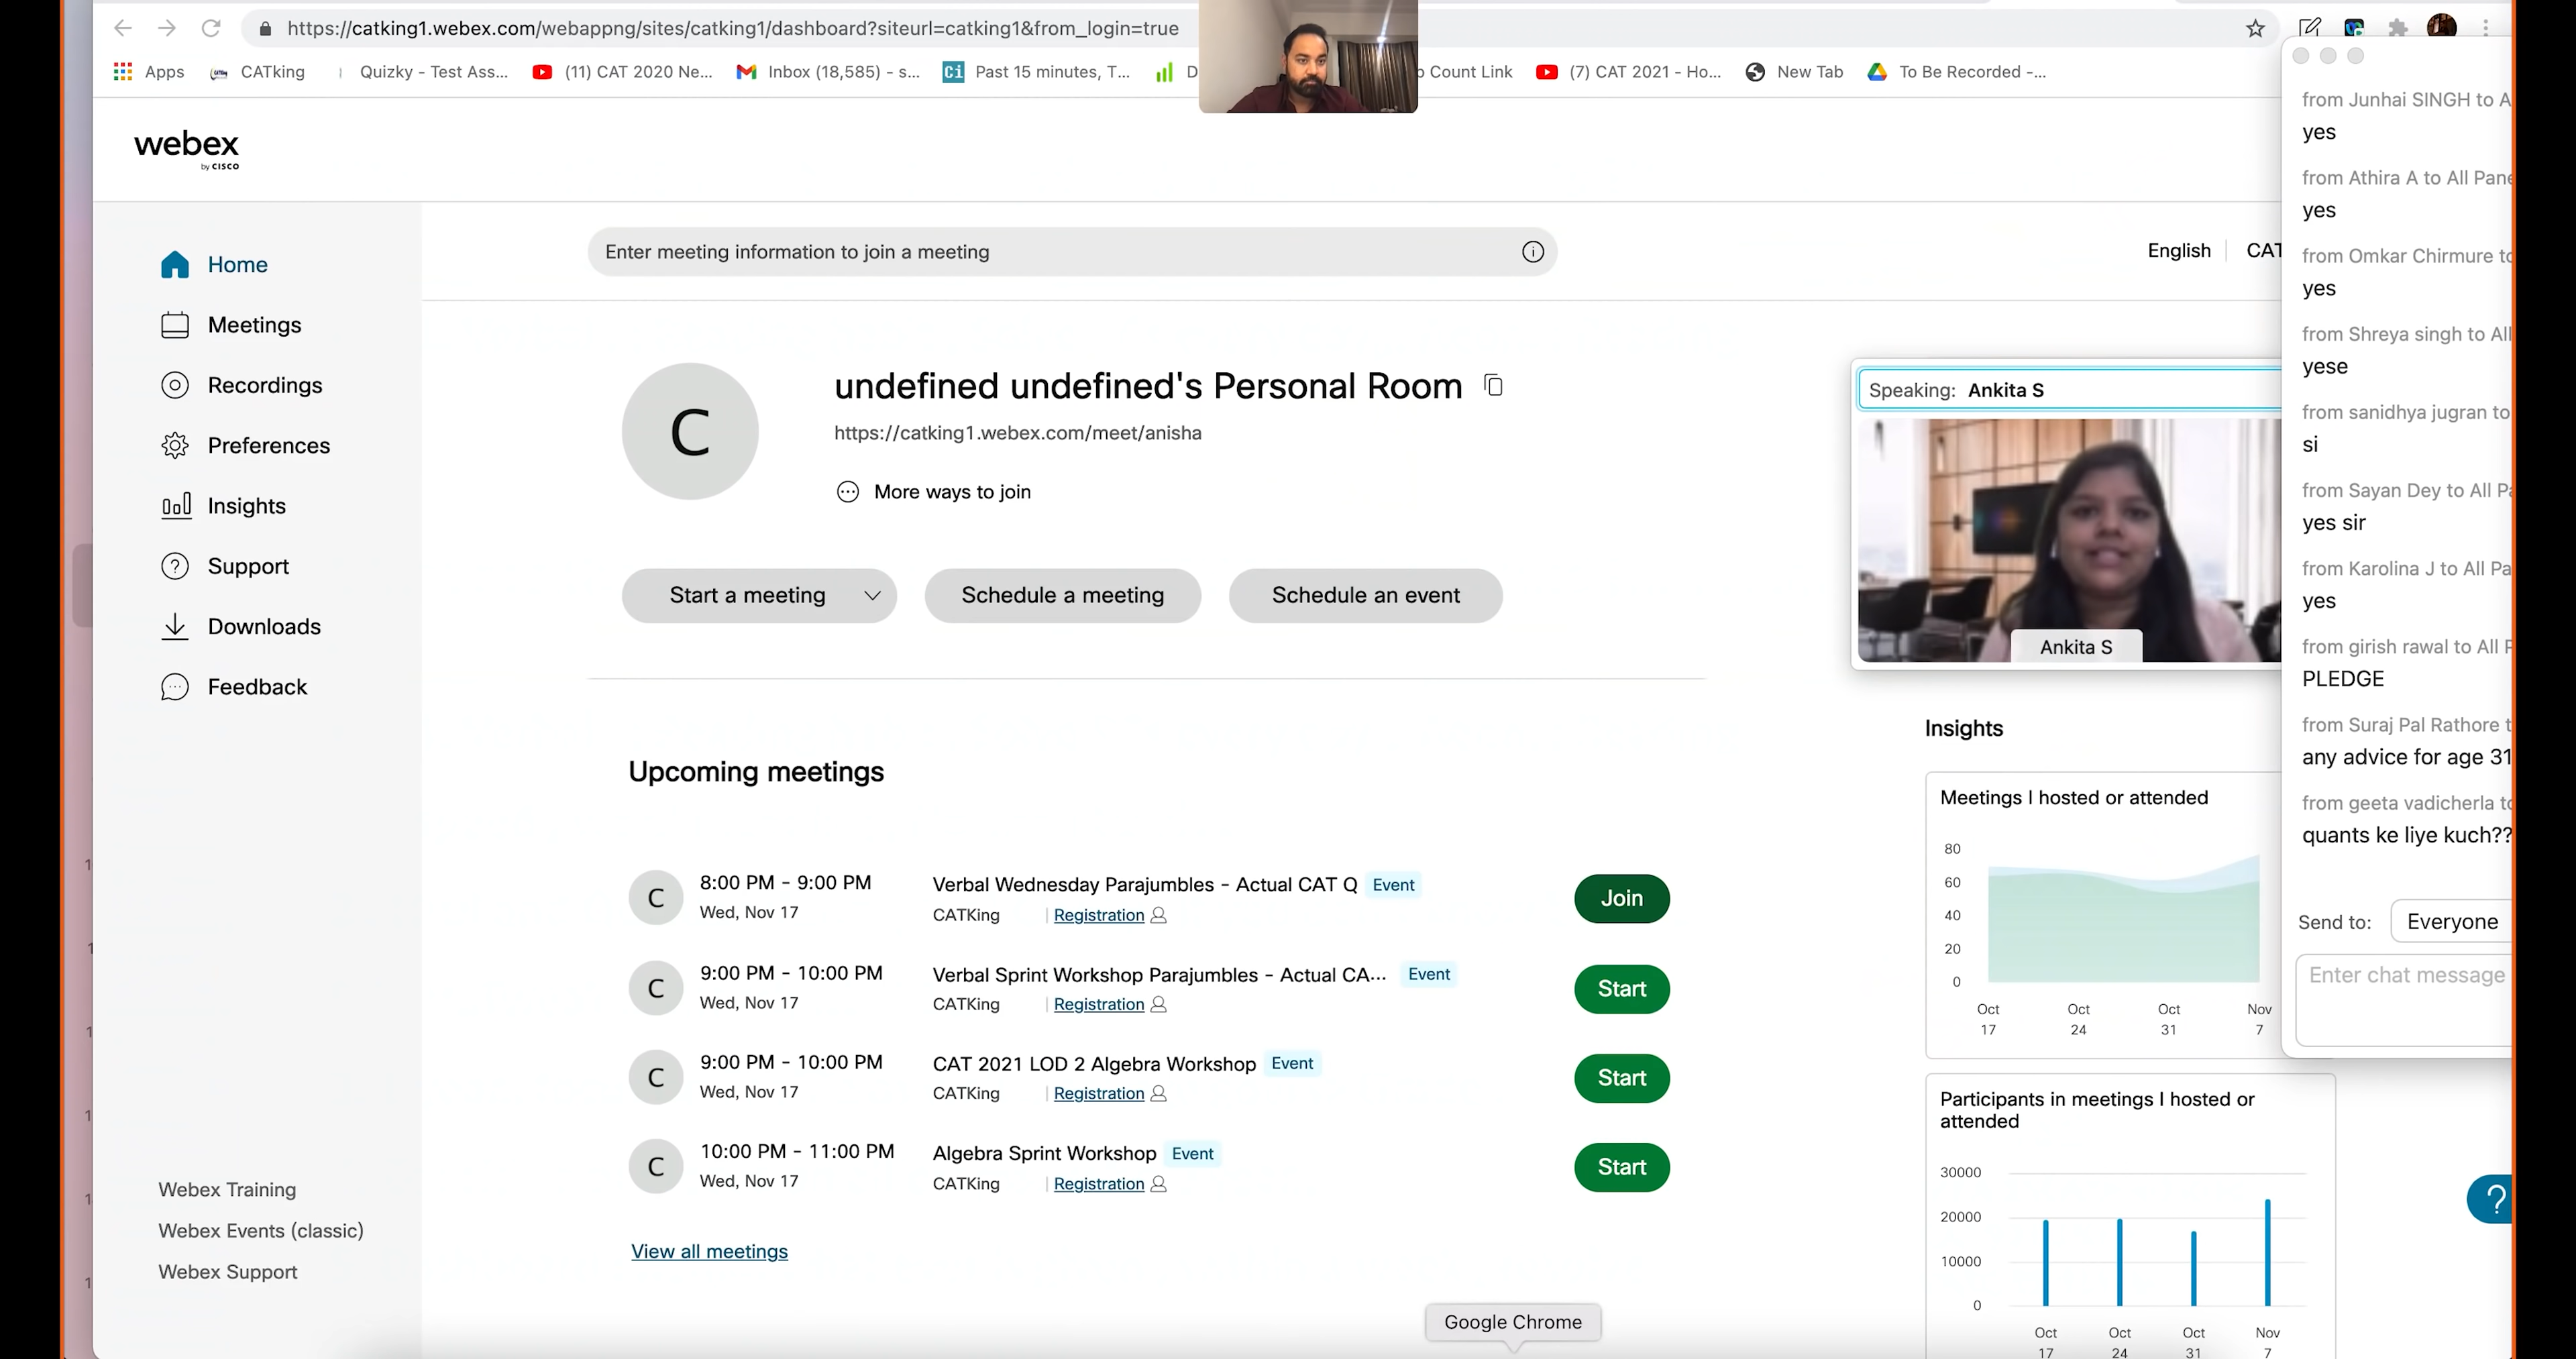 https://catking1.webex.com/webappng/sites/catking1/dashboard?siteurl=catking1&from_login=true
Apps
CATking
Quizky - Test Ass...
(11) CAT 2020 Ne...
Inbox (18,585) - s...
Past 15 minutes, T...
D
Count Link
(7) CAT 2021 - Ho...
New Tab
To Be Recorded -...
webex
by CISCO
Home
Meetings
Recordings
Preferences
Insights
Support
Downloads
Feedback
Webex Training
Webex Events (classic)
Webex Support
Enter meeting information to join a meeting
English
CAT
C
undefined undefined's Personal Room
https://catking1.webex.com/meet/anisha
More ways to join
Start a meeting
Schedule a meeting
Schedule an event
Upcoming meetings
C
8:00 PM - 9:00 PM
Wed, Nov 17
Verbal Wednesday Parajumbles - Actual CAT Q Event
CATKing | Registration
Join
C
9:00 PM - 10:00 PM
Wed, Nov 17
Verbal Sprint Workshop Parajumbles - Actual CA... Event
CATKing | Registration
Start
C
9:00 PM - 10:00 PM
Wed, Nov 17
CAT 2021 LOD 2 Algebra Workshop Event
CATKing | Registration
Start
C
10:00 PM - 11:00 PM
Wed, Nov 17
Algebra Sprint Workshop Event
CATKing | Registration
Start
View all meetings
Google Chrome
Speaking: Ankita S
Ankita S
Insights
Meetings I hosted or attended
80
60
40
20
0
Oct 17
Oct 24
Oct 31
Nov 7
Participants in meetings I hosted or
attended
30000
20000
10000
0
Oct 17
Oct 24
Oct 31
Nov 7
from Junhai SINGH to A
yes
from Athira A to All Pane
yes
from Omkar Chirmure to
yes
from Shreya singh to All
yese
from sanidhya jugran to
si
from Sayan Dey to All Pa
yes sir
from Karolina J to All Pa
yes
from girish rawal to All P
PLEDGE
from Suraj Pal Rathore t
any advice for age 31
from geeta vadicherla to
quants ke liye kuch??
Send to: Everyone
Enter chat message
?